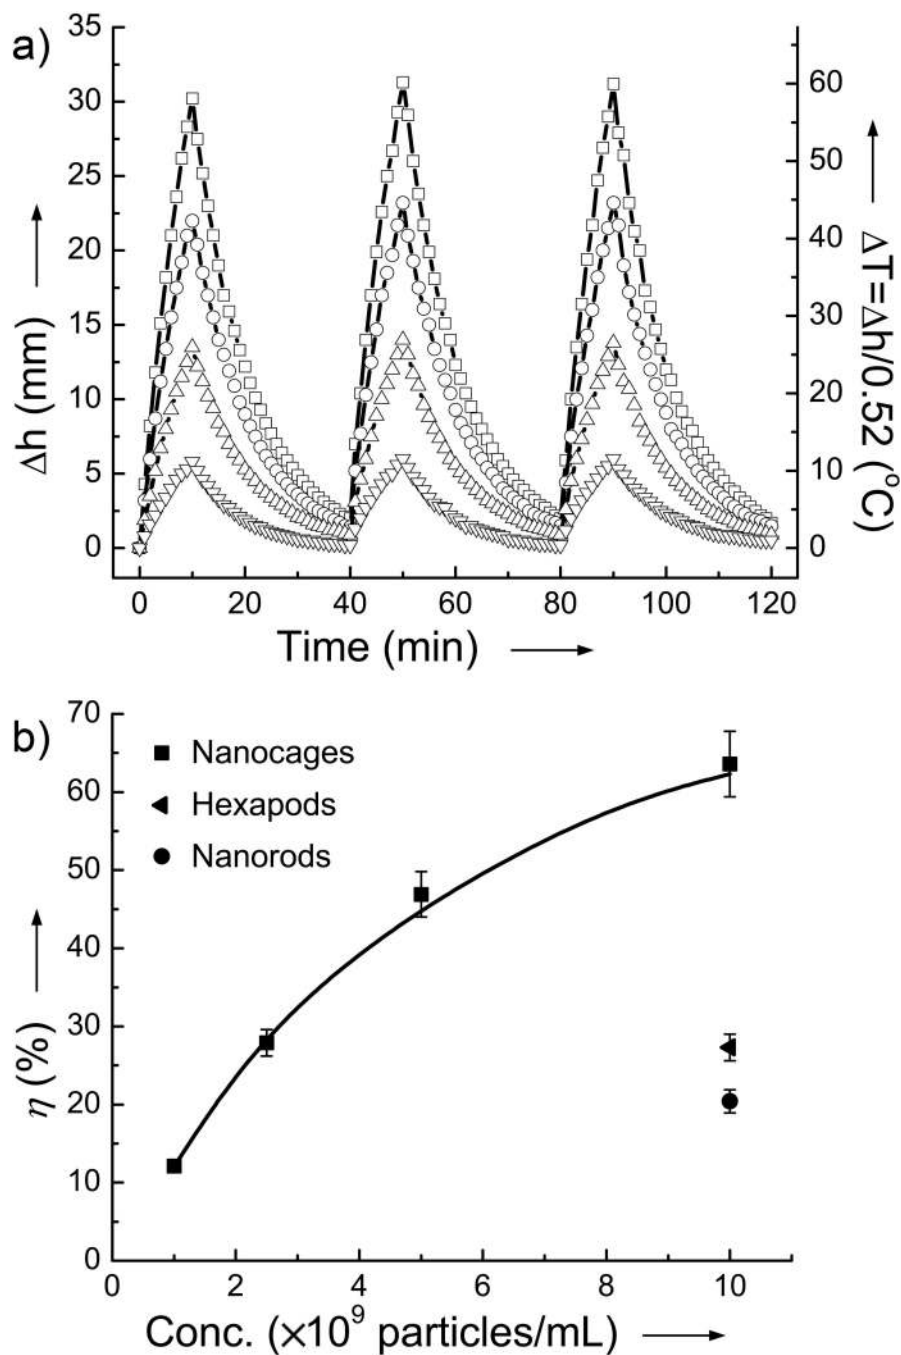 a)
35
30
25
20
15
10
5
0
Δh (mm)
60
50
40
30
20
10
0
ΔT=Δh/0.52 (°C)
0 20 40 60 80 100 120
Time (min)
b)
70
60
50
40
30
20
10
0
η (%)
Nanocages
Hexapods
Nanorods
0 2 4 6 8 10
Conc. (×10⁹ particles/mL)